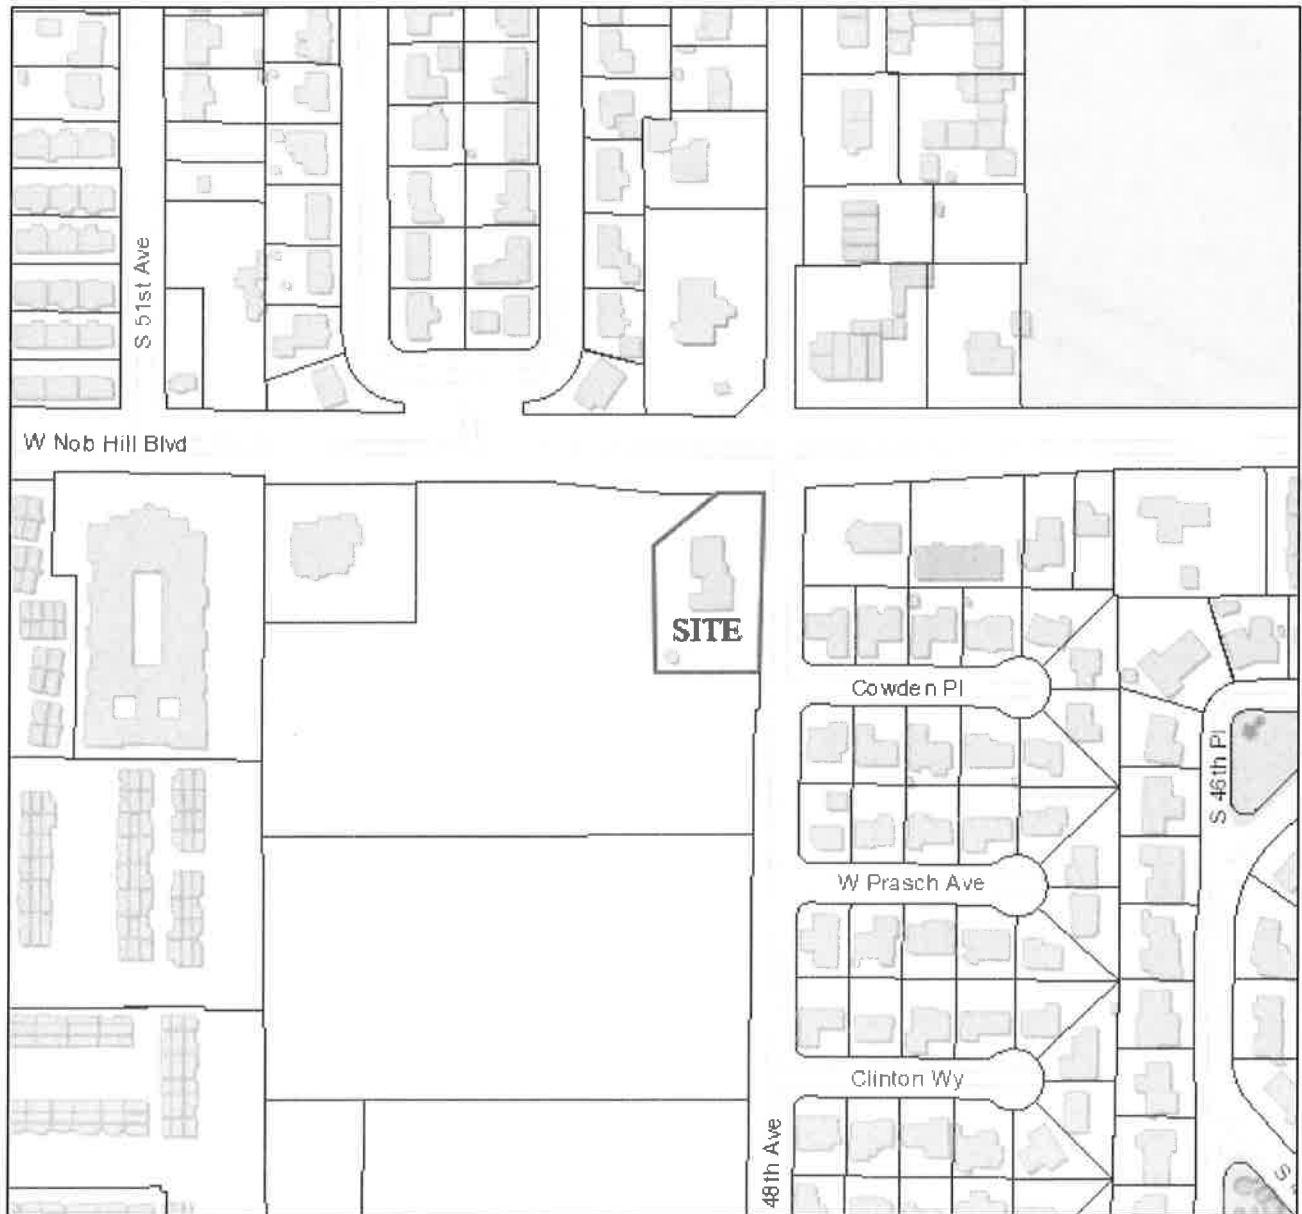 S 51st Ave
W Nob Hill Blvd
SITE
Cowden Pl
S 46th Pl
W Prasch Ave
Clinton Wy
48th Ave
S